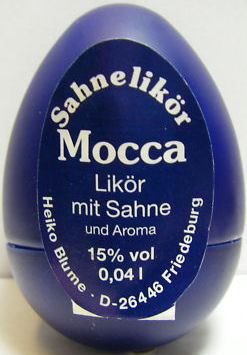 Sahnelikör
Mocca
Likör
mit Sahne
und Aroma
15% vol
0,04 l
Heiko Blume · D-26446 Friedeburg